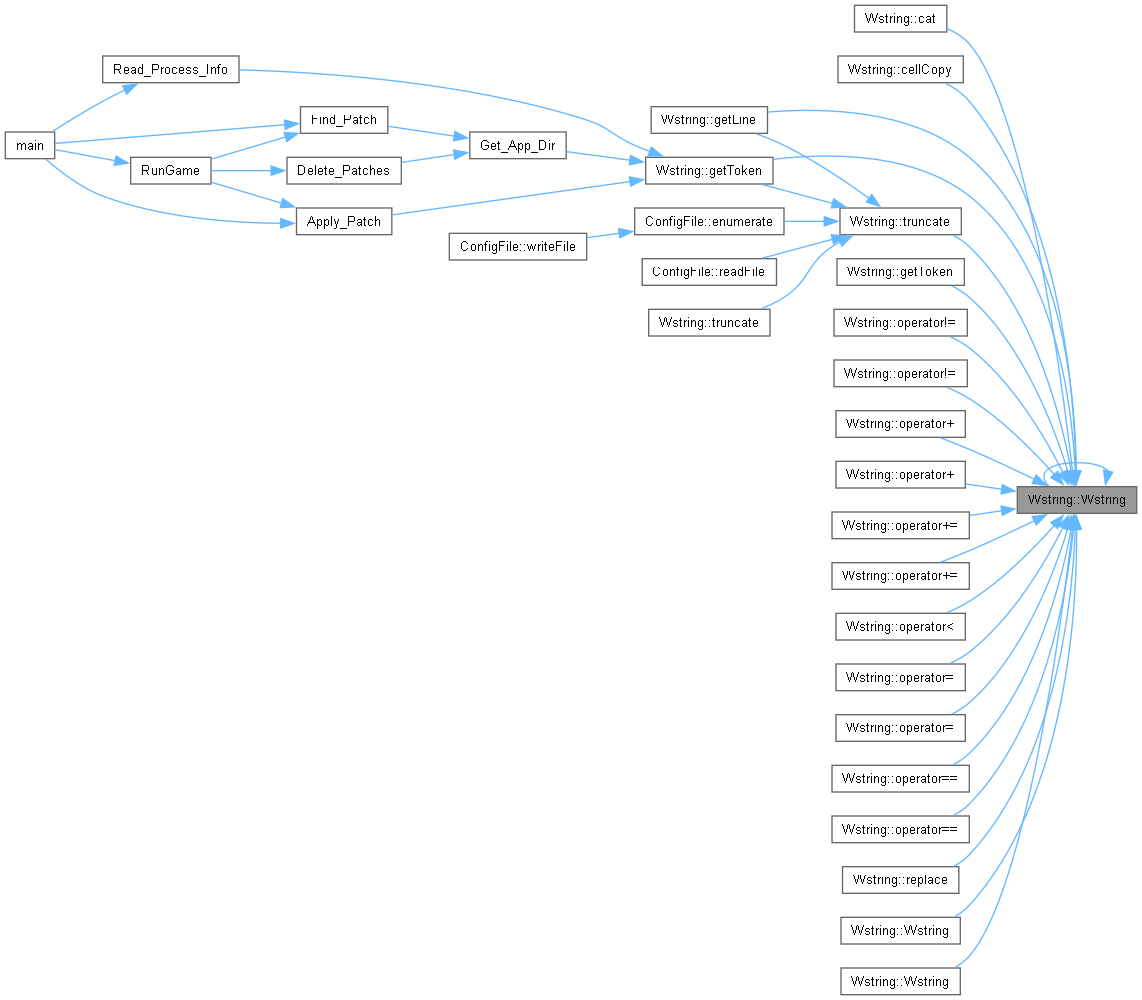 Wstring::cat
Read_Process_Info
Wstring::cellCopy
Find_Patch
Wstring::getLine
main
Get_App_Dir
RunGame
Delete_Patches
Wstring::getToken
Apply_Patch
ConfigFile::enumerate
Wstring::truncate
ConfigFile::writeFile
ConfigFile::readFile
Wstring::getToken
Wstring::truncate
Wstring::operator!=
Wstring::operator!=
Wstring::operator+
Wstring::operator+
Wstring::Wstring
Wstring::operator+=
Wstring::operator+=
Wstring::operator<
Wstring::operator=
Wstring::operator=
Wstring::operator==
Wstring::operator==
Wstring::replace
Wstring::Wstring
Wstring::Wstring